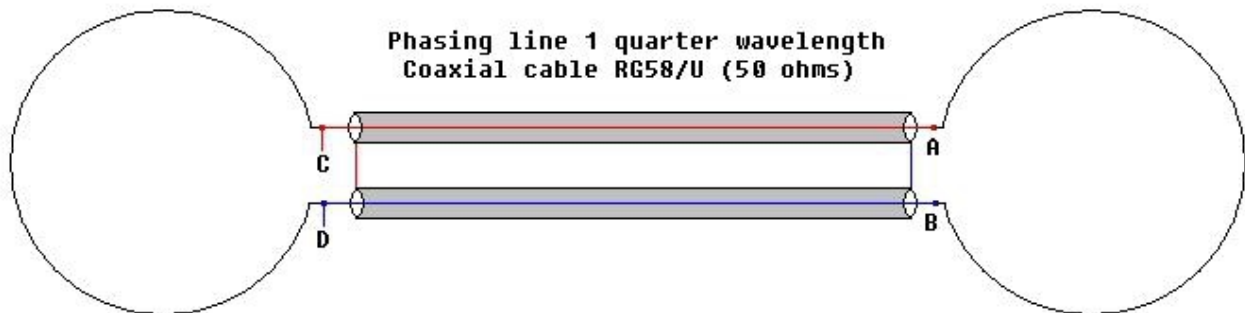 Phasing line 1 quarter wavelength
Coaxial cable RG58/U (50 ohms)
C
A
D
B